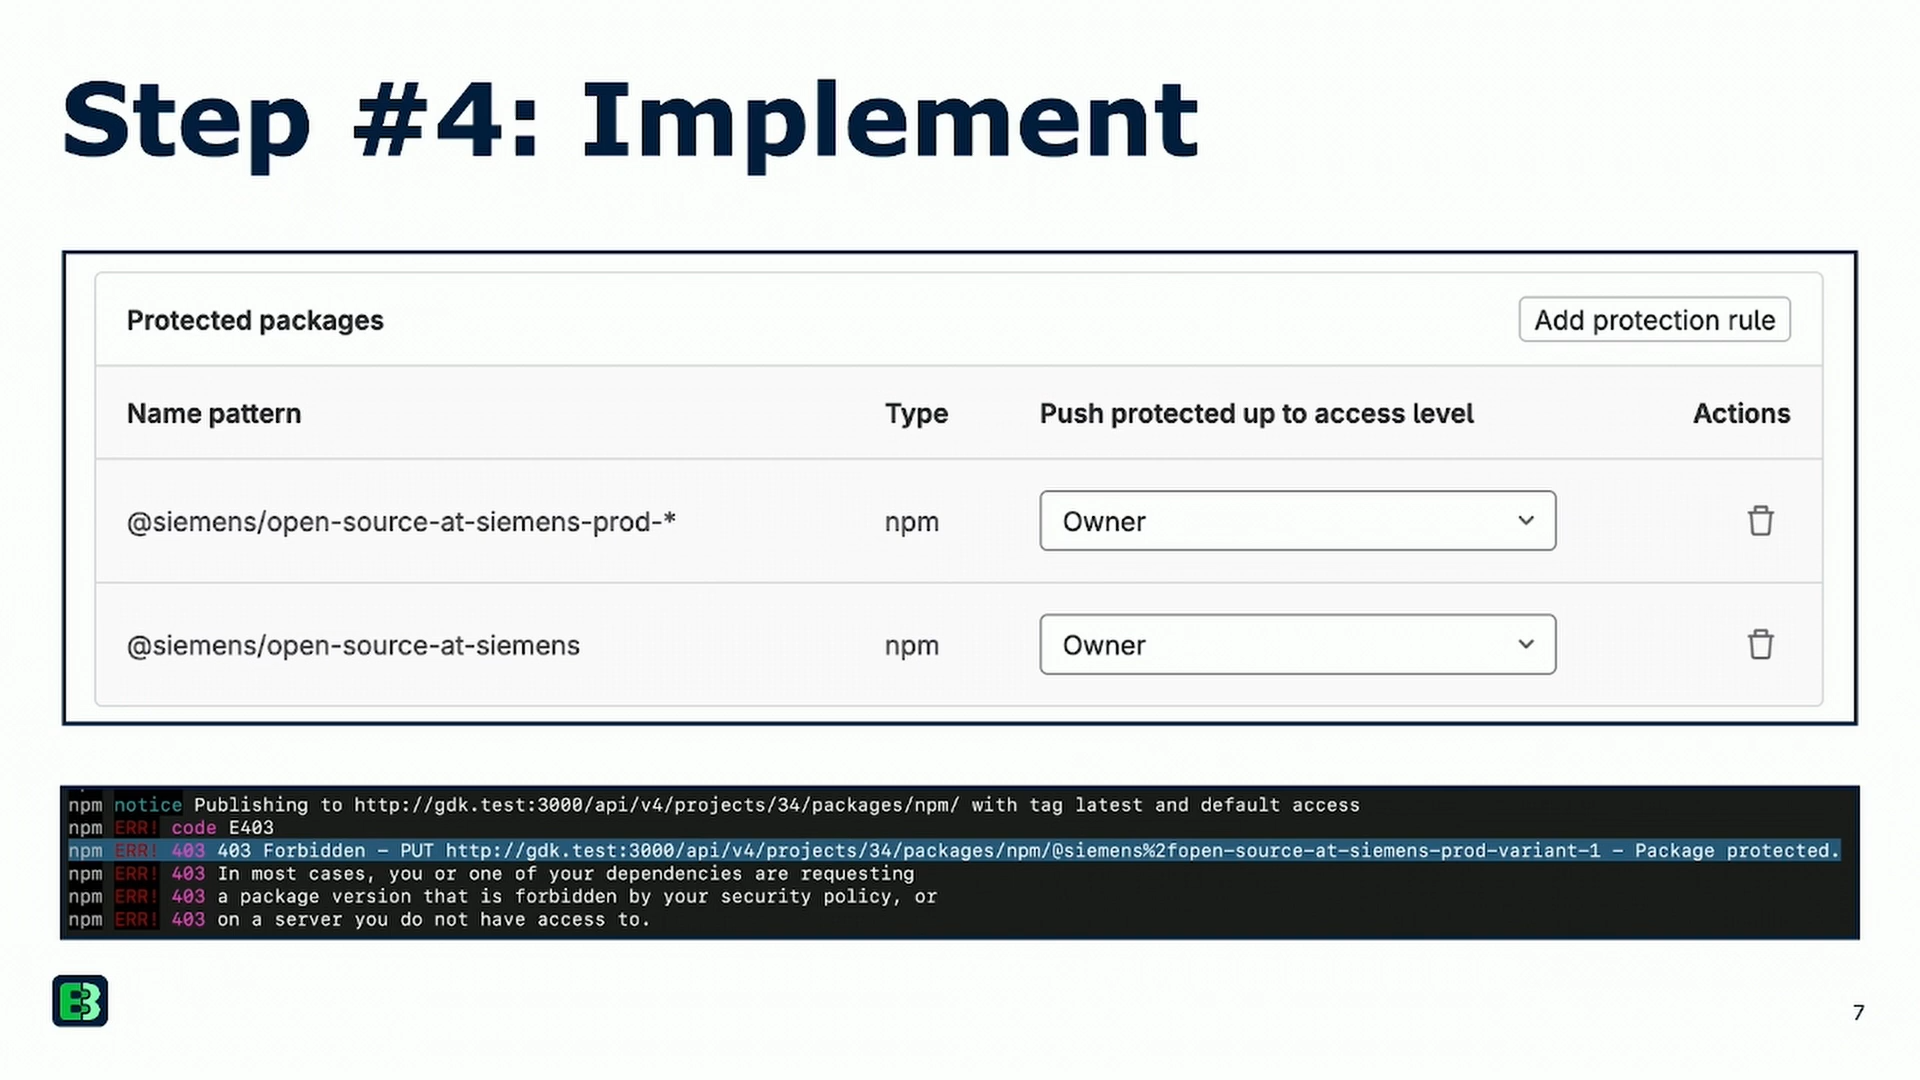 Step #4: Implement
Protected packages
Add protection rule
Name pattern Type Push protected up to access level Actions
@siemens/open-source-at-siemens-prod-* npm Owner
@siemens/open-source-at-siemens npm Owner
npm notice Publishing to http://gdk.test:3000/api/v4/projects/34/packages/npm/ with tag latest and default access
npm ERR! code E403
npm ERR! 403 403 Forbidden - PUT http://gdk.test:3000/api/v4/projects/34/packages/npm/@siemens%2fopen-source-at-siemens-prod-variant-1 - Package protected.
npm ERR! 403 In most cases, you or one of your dependencies are requesting
npm ERR! 403 a package version that is forbidden by your security policy, or
npm ERR! 403 on a server you do not have access to.
7